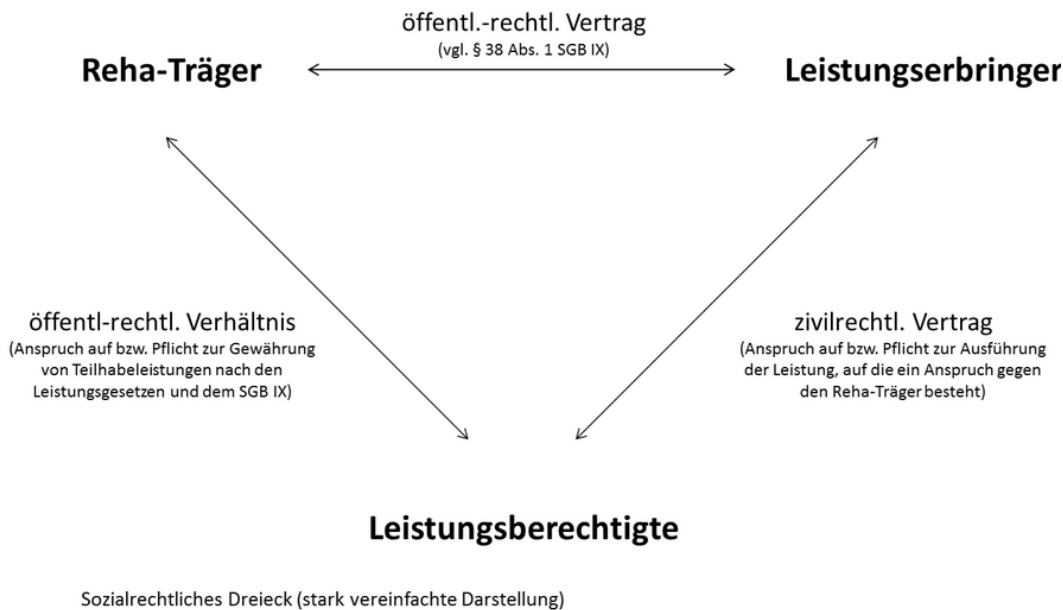 öffentl.-rechtl. Vertrag
(vgl. § 38 Abs. 1 SGB IX)
Reha-Träger
Leistungserbringer
öffentl-rechtl. Verhältnis
(Anspruch auf bzw. Pflicht zur Gewährung
von Teilhabeleistungen nach den
Leistungsgesetzen und dem SGB IX)
zivilrechtl. Vertrag
(Anspruch auf bzw. Pflicht zur Ausführung
der Leistung, auf die ein Anspruch gegen
den Reha-Träger besteht)
Leistungsberechtigte
Sozialrechtliches Dreieck (stark vereinfachte Darstellung)